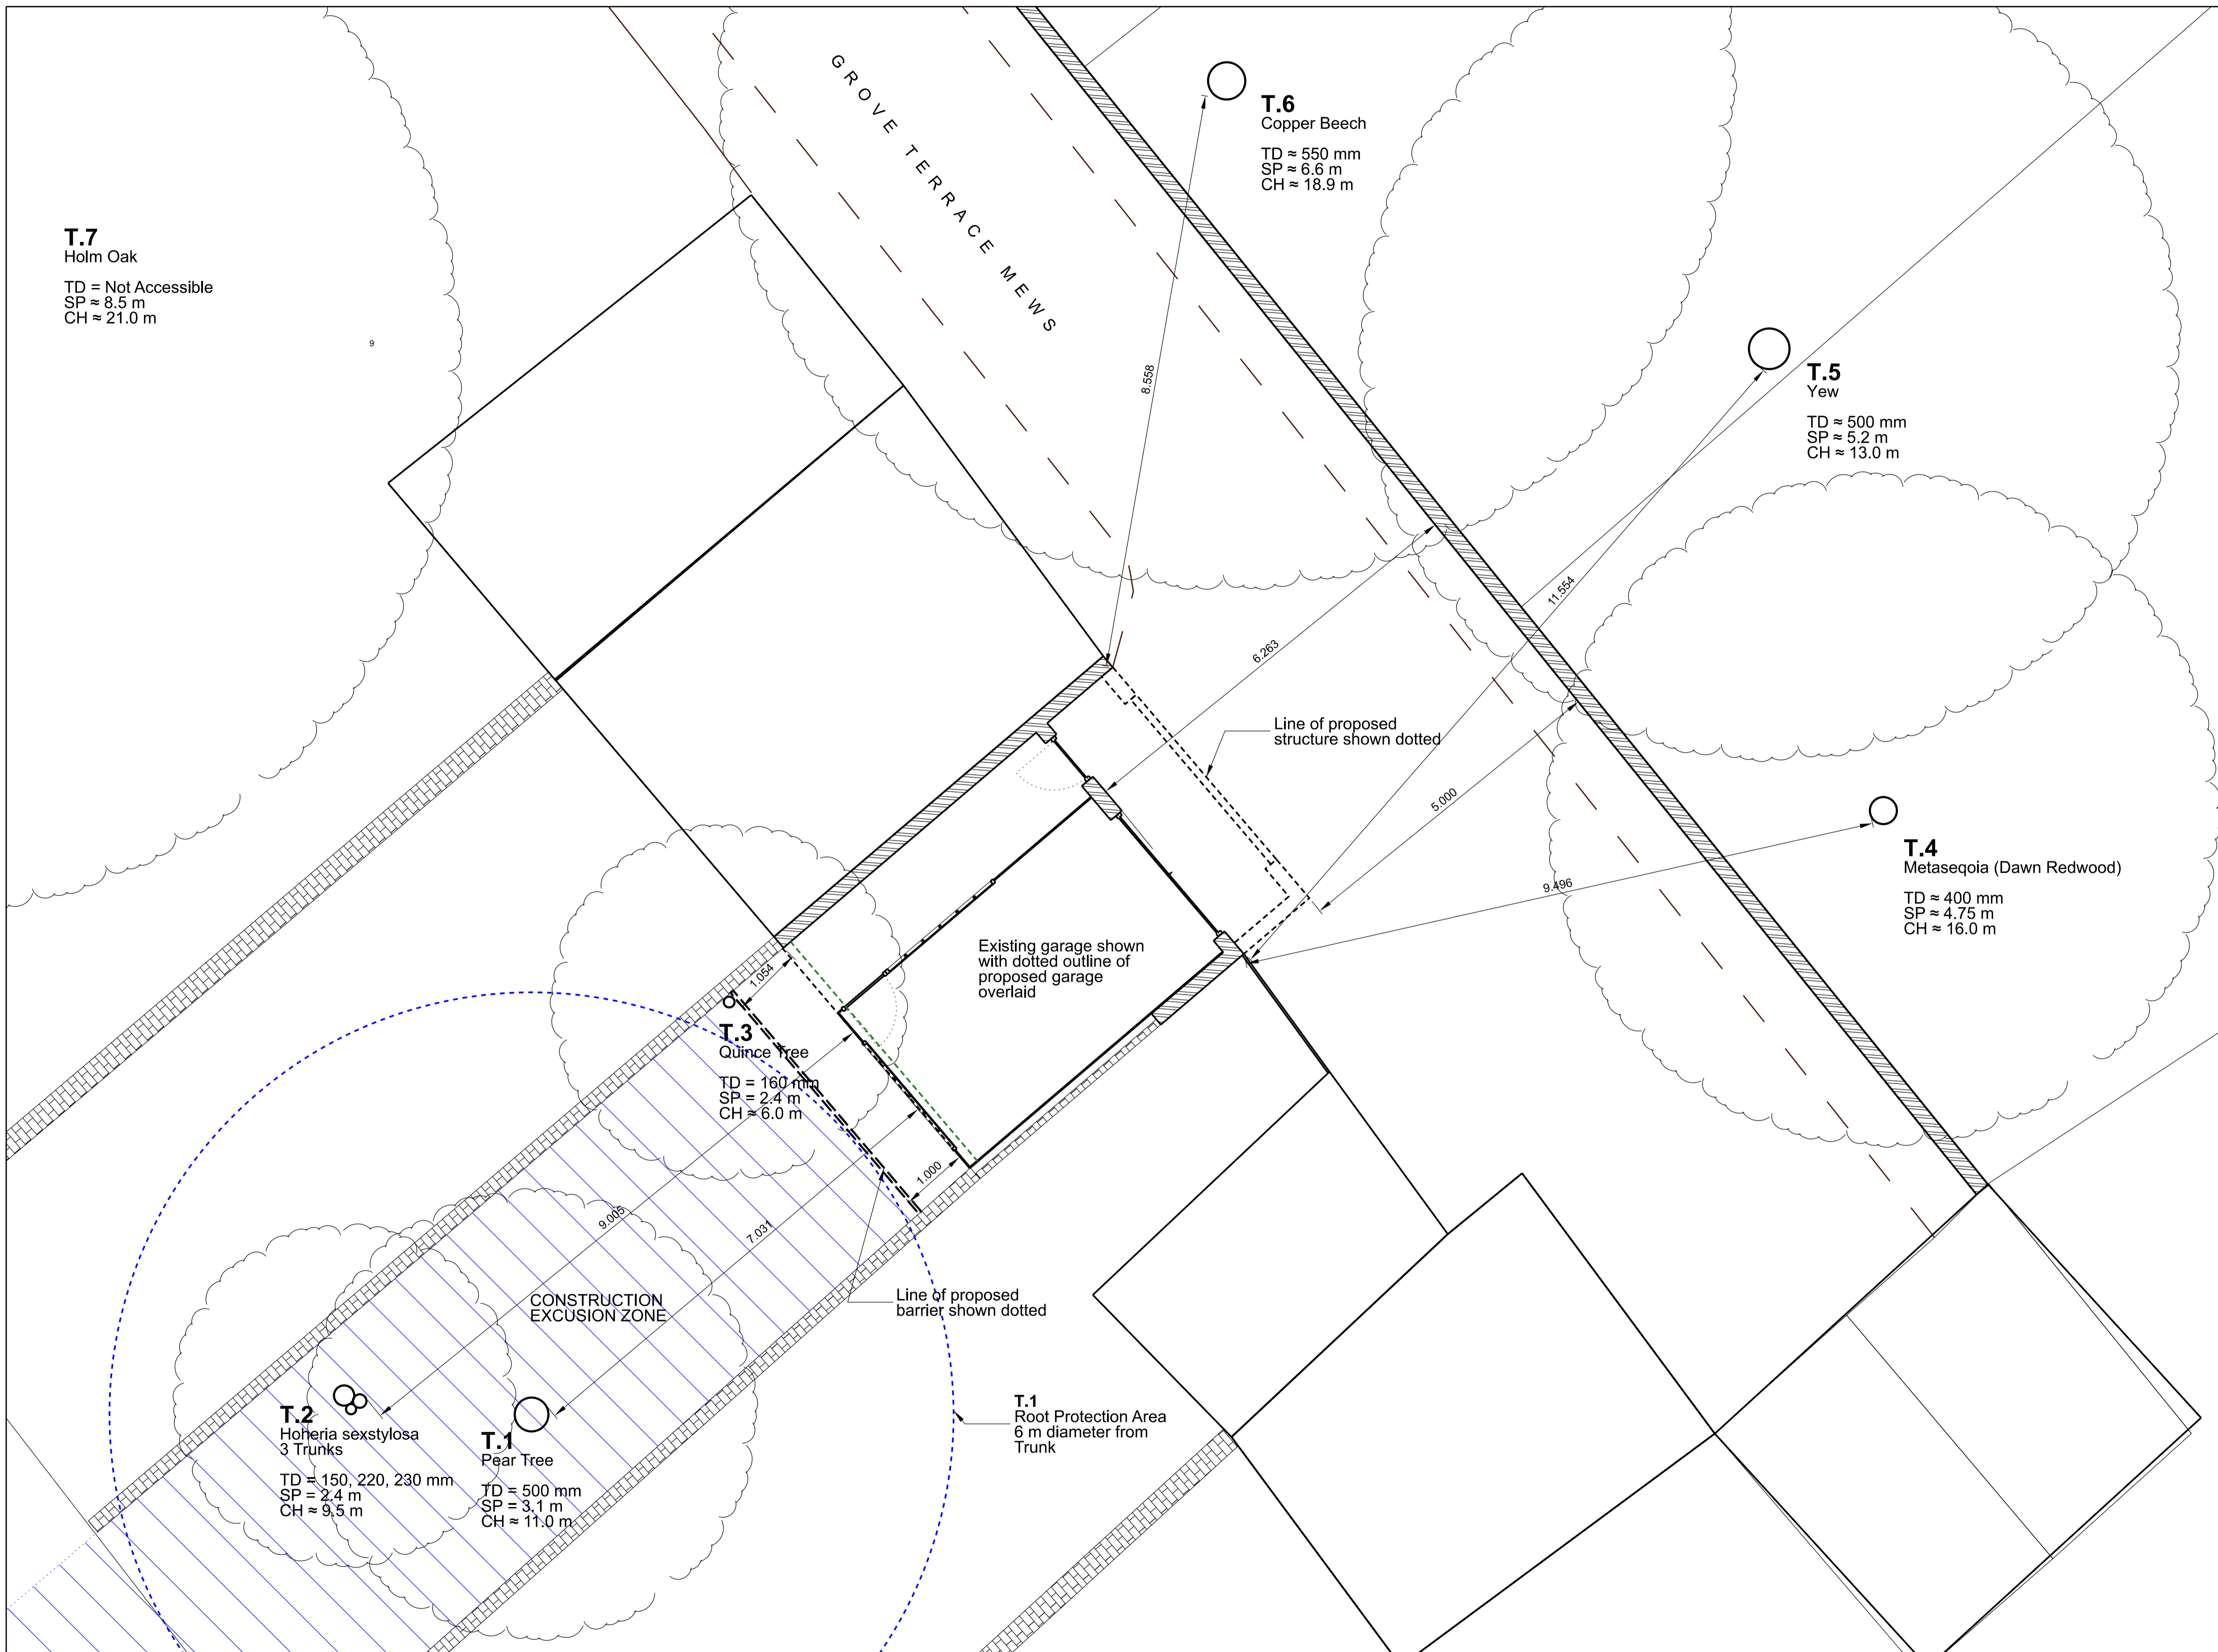 GROVE TERRACE MEWS
T.6
Copper Beech
TD ≈ 550 mm
SP ≈ 6.6 m
CH ≈ 18.9 m
T.7
Holm Oak
TD = Not Accessible
SP ≈ 8.5 m
CH ≈ 21.0 m
9
8.558
T.5
Yew
TD ≈ 500 mm
SP ≈ 5.2 m
CH ≈ 13.0 m
11.554
6.263
Line of proposed
structure shown dotted
5.000
9.496
T.4
Metaseqoia (Dawn Redwood)
TD ≈ 400 mm
SP ≈ 4.75 m
CH ≈ 16.0 m
Existing garage shown
with dotted outline of
proposed garage
overlaid
1.054
T.3
Quince Tree
TD = 160 mm
SP = 2.4 m
CH ≈ 6.0 m
1.000
9.005
7.031
CONSTRUCTION
EXCUSION ZONE
Line of proposed
barrier shown dotted
T.2
Hoheria sexstylosa
3 Trunks
TD = 150, 220, 230 mm
SP = 2.4 m
CH ≈ 9.5 m
T.1
Pear Tree
TD = 500 mm
SP = 3.1 m
CH ≈ 11.0 m
T.1
Root Protection Area
6 m diameter from
Trunk